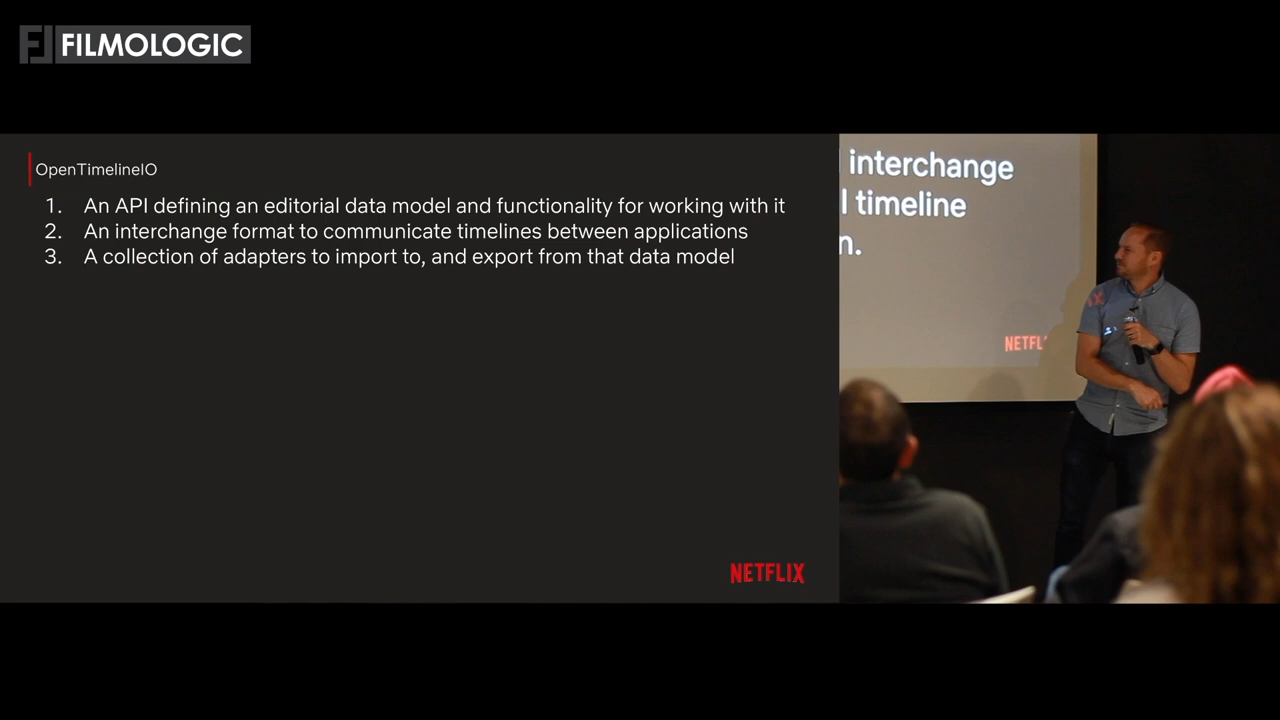 FILMOLOGIC
OpenTimelineIO
1. An API defining an editorial data model and functionality for working with it
2. An interchange format to communicate timelines between applications
3. A collection of adapters to import to, and export from that data model
NETFLIX
interchange
timeline